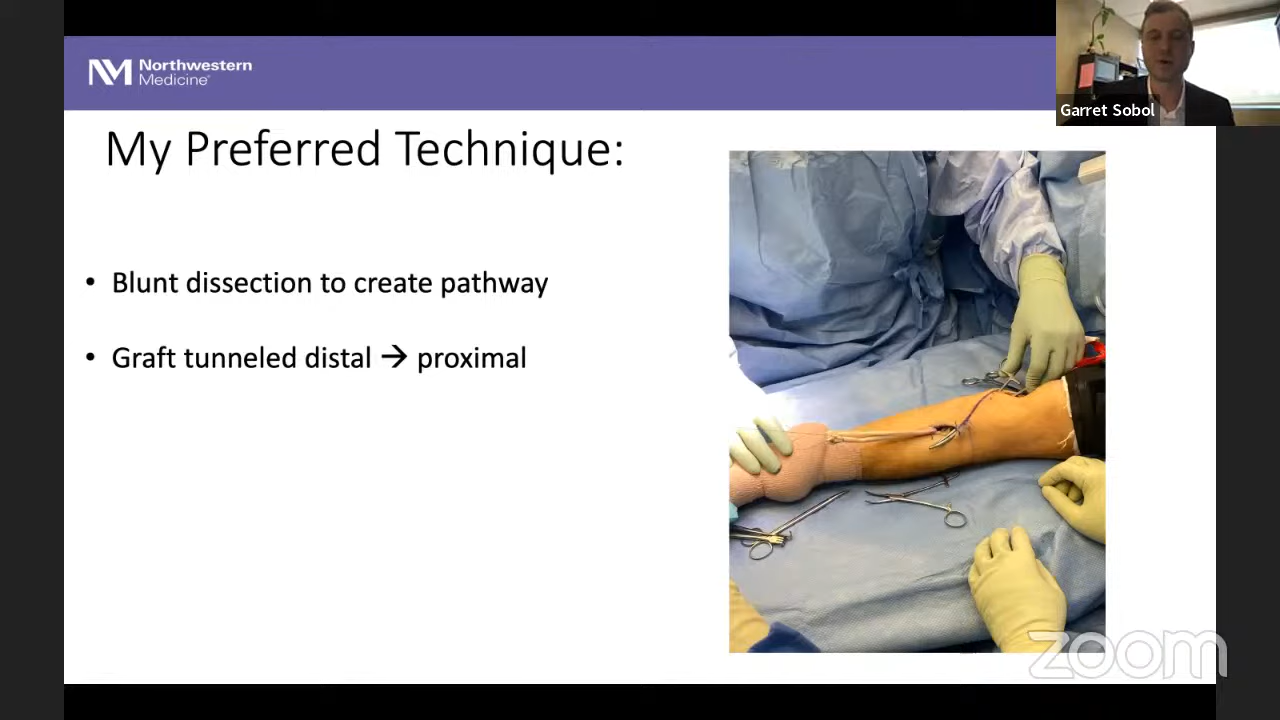 Northwestern
Medicine
Garret Sobol
My Preferred Technique:
• Blunt dissection to create pathway
• Graft tunneled distal → proximal
zoom